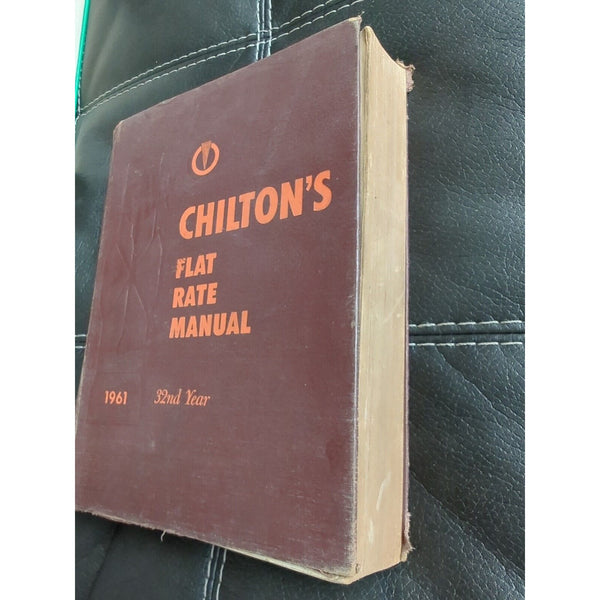 CHILTON'S
FLAT
RATE
MANUAL
1961 32nd Year